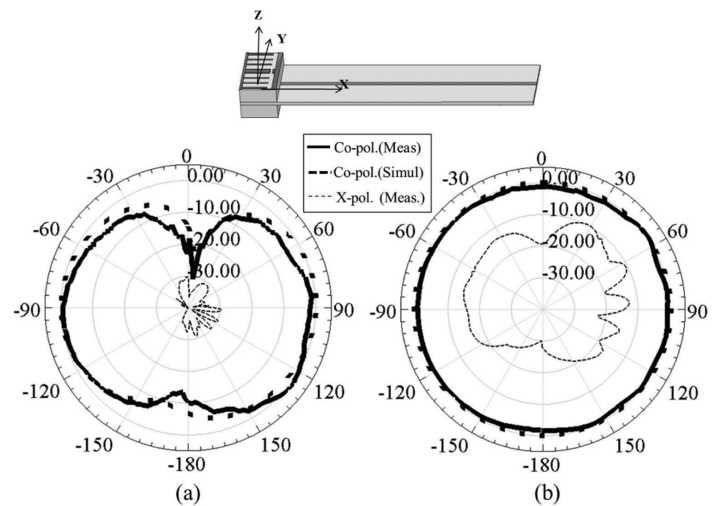 Z
Y
X
Co-pol.(Meas)
Co-pol.(Simul)
X-pol. (Meas.)
0
-30 30
0.00
-10.00
-60 60
-20.00
-30.00
-90 90
-120 120
-150 150
-180
(a)
0
-30 30
0.00
-10.00
-60 60
-20.00
-30.00
-90 90
-120 120
-150 150
-180
(b)